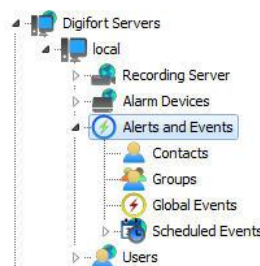 Digifort Servers
local
Recording Server
Alarm Devices
Alerts and Events
Contacts
Groups
Global Events
Scheduled Events
Users